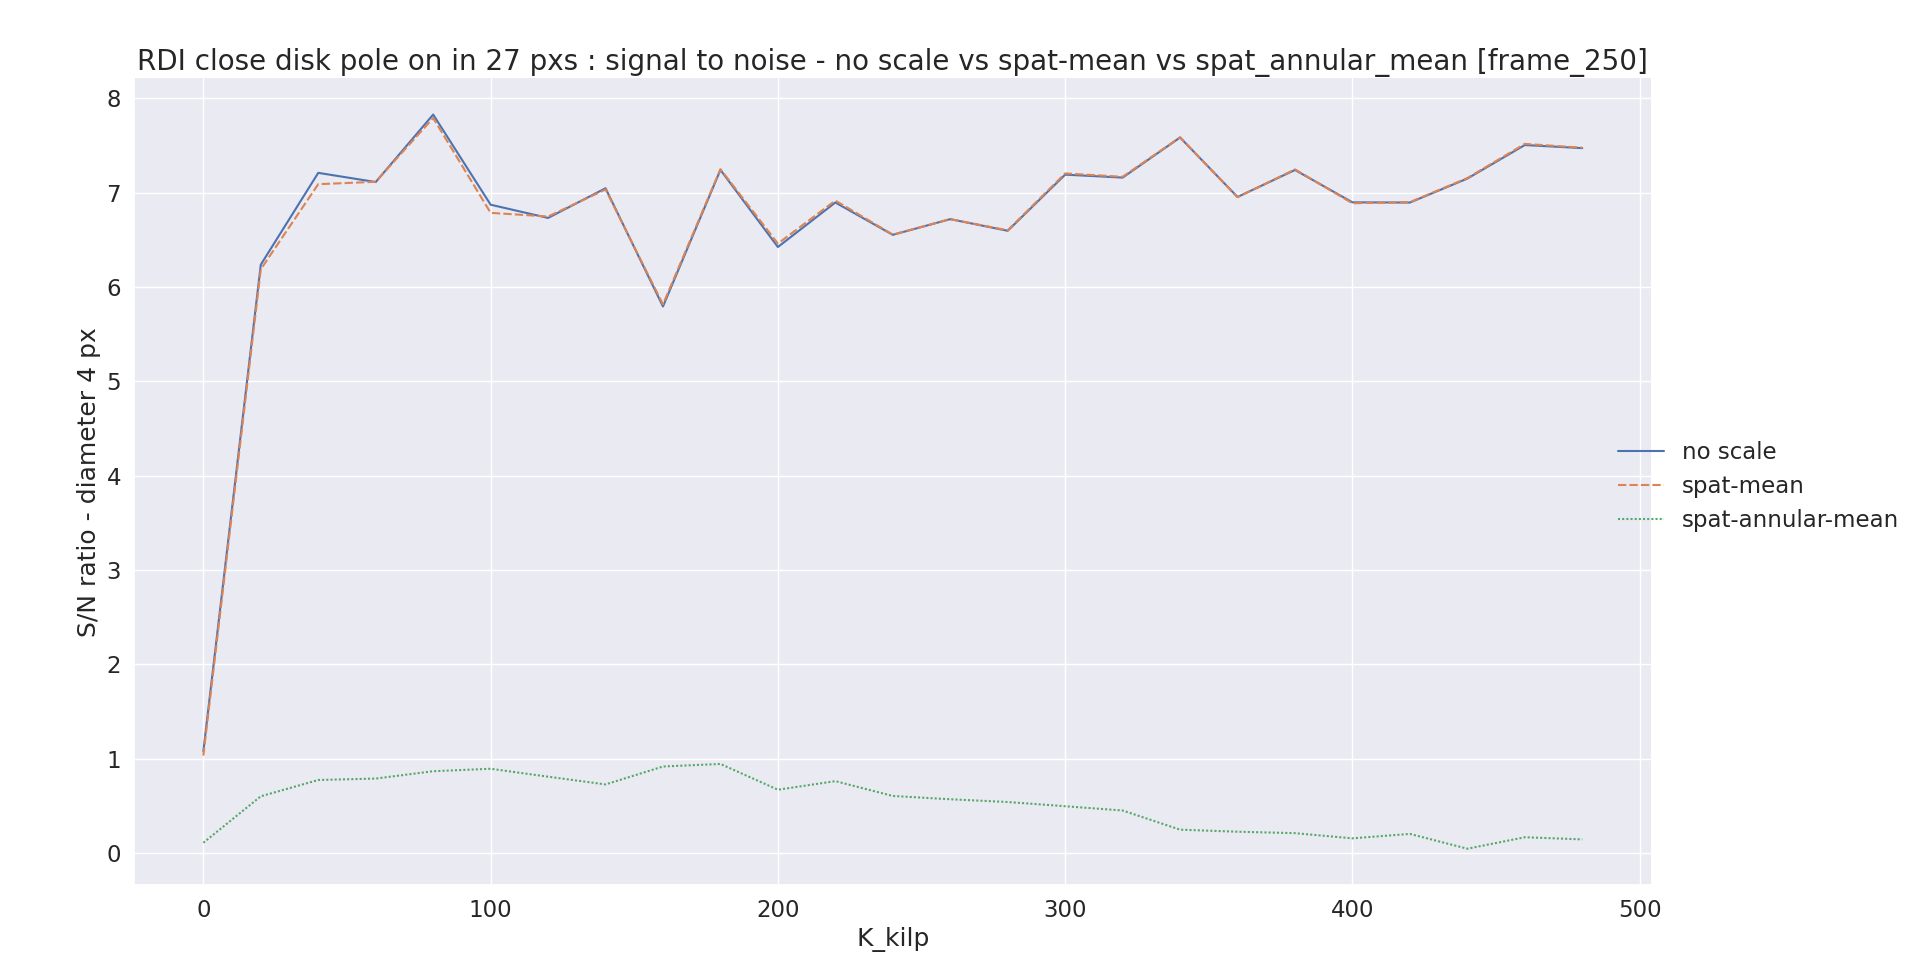 RDI close disk pole on in 27 pxs : signal to noise - no scale vs spat-mean vs spat_annular_mean [frame_250]
8
7
6
5
4
3
2
1
0
S/N ratio - diameter 4 px
0 100 200 300 400 500
K_kilp
no scale
spat-mean
spat-annular-mean